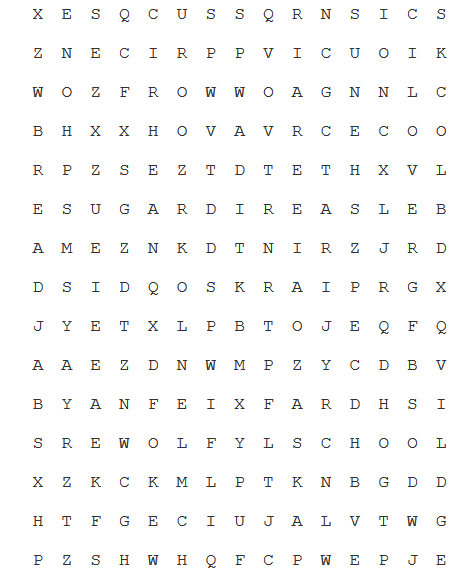 X E S Q C U S S Q R N S I C S
Z N E C I R P P V I C U O I K
W O Z F R O W W O A G N N L C
B H X X H O V A V R C E C O O
R P Z S E Z T D T E T H X V L
E S U G A R D I R E A S L E B
A M E Z N K D T N I R Z J R D
D S I D Q O S K R A I P R G X
J Y E T X L P B T O J E Q F Q
A A E Z D N W M P Z Y C D B V
B Y A N F E I X F A R D H S I
S R E W O L F Y L S C H O O L
X Z K C K M L P T K N B G D D
H T F G E C I U J A L V T W G
P Z S H W H Q F C P W E P J E